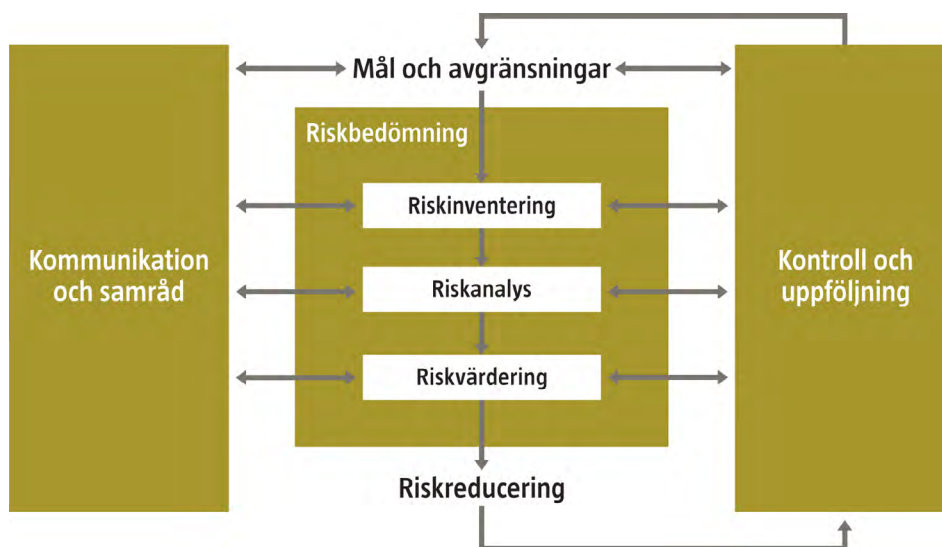 Mål och avgränsningar
Riskbedömning
Riskinventering
Kommunikation
och samråd
Riskanalys
Kontroll och
uppföljning
Riskvärdering
Riskreducering